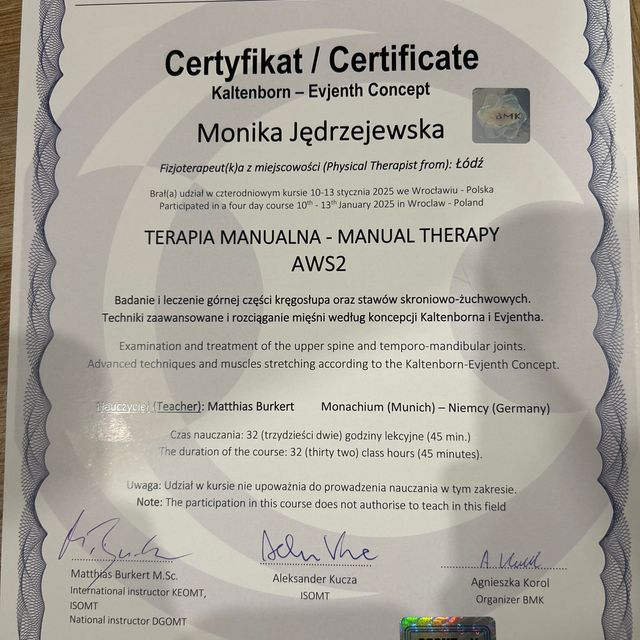 Certyfikat / Certificate
Kaltenborn – Evjenth Concept
BMK
Monika Jędrzejewska
Fizjoterapeut(k)a z miejscowości (Physical Therapist from): Łódź
Brał(a) udział w czterodniowym kursie 10-13 stycznia 2025 we Wrocławiu - Polska
Participated in a four day course 10th - 13th January 2025 in Wroclaw - Poland
TERAPIA MANUALNA - MANUAL THERAPY
AWS2
Badanie i leczenie górnej części kręgosłupa oraz stawów skroniowo-żuchwowych.
Techniki zaawansowane i rozciąganie mięśni według koncepcji Kaltenborna i Evjentha.
Examination and treatment of the upper spine and temporo-mandibular joints.
Advanced techniques and muscles stretching according to the Kaltenborn-Evjenth Concept.
Nauczyciel (Teacher): Matthias Burkert Monachium (Munich) – Niemcy (Germany)
Czas nauczania: 32 (trzydzieści dwie) godziny lekcyjne (45 min.)
The duration of the course: 32 (thirty two) class hours (45 minutes).
Uwaga: Udział w kursie nie upoważnia do prowadzenia nauczania w tym zakresie.
Note: The participation in this course does not authorise to teach in this field
Matthias Burkert M.Sc.
International instructor KEOMT,
ISOMT
National instructor DGOMT
Aleksander Kucza
ISOMT
Agnieszka Korol
Organizer BMK